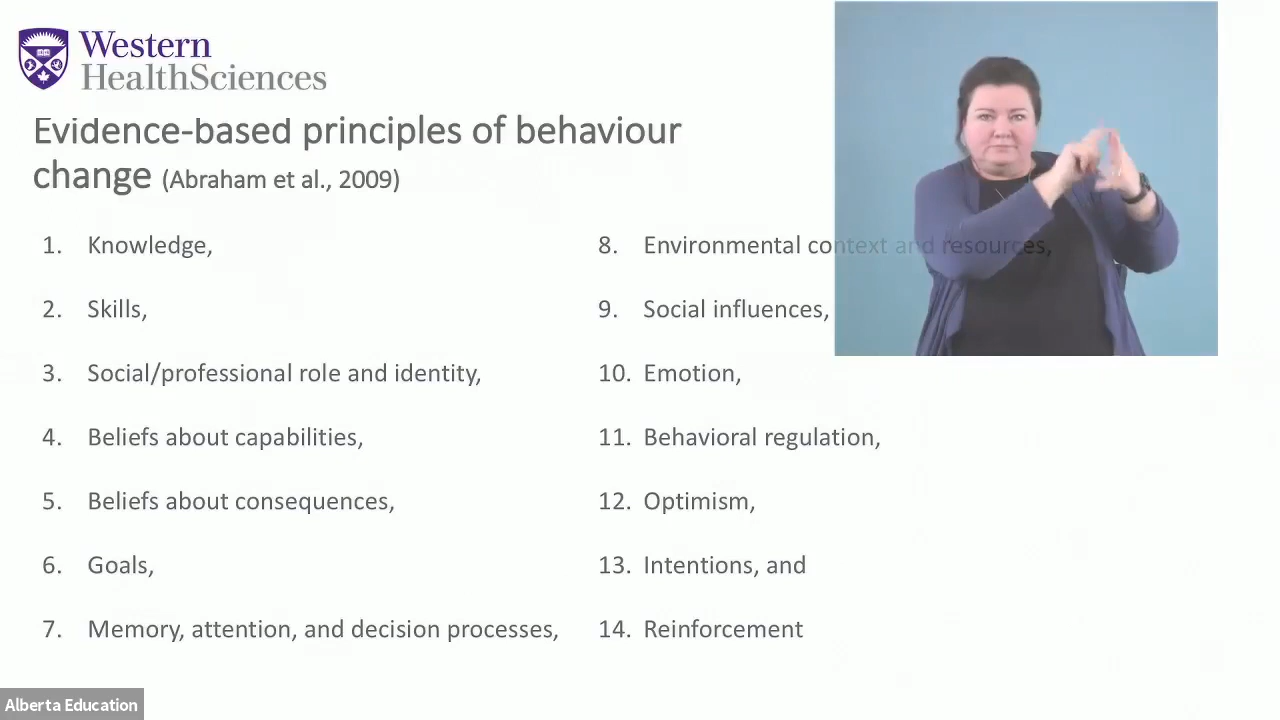 Western
HealthSciences
Evidence-based principles of behaviour
change (Abraham et al., 2009)
1. Knowledge,
2. Skills,
3. Social/professional role and identity,
4. Beliefs about capabilities,
5. Beliefs about consequences,
6. Goals,
7. Memory, attention, and decision processes,
8. Environmental context and resources,
9. Social influences,
10. Emotion,
11. Behavioral regulation,
12. Optimism,
13. Intentions, and
14. Reinforcement
Alberta Education